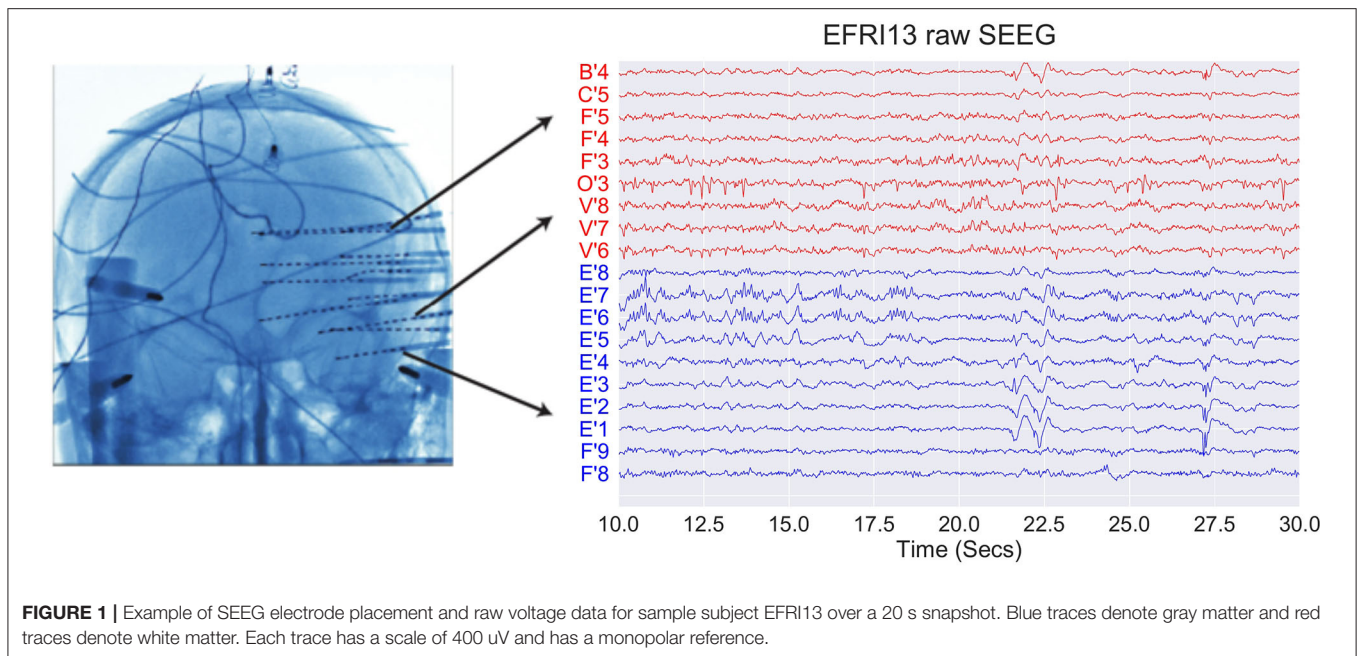 EFRI13 raw SEEG
B'4
C'5
F'5
F'4
F'3
O'3
V'8
V'7
V'6
E'8
E'7
E'6
E'5
E'4
E'3
E'2
E'1
F'9
F'8
10.0 12.5 15.0 17.5 20.0 22.5 25.0 27.5 30.0
Time (Secs)
FIGURE 1 | Example of SEEG electrode placement and raw voltage data for sample subject EFRI13 over a 20 s snapshot. Blue traces denote gray matter and red
traces denote white matter. Each trace has a scale of 400 uV and has a monopolar reference.